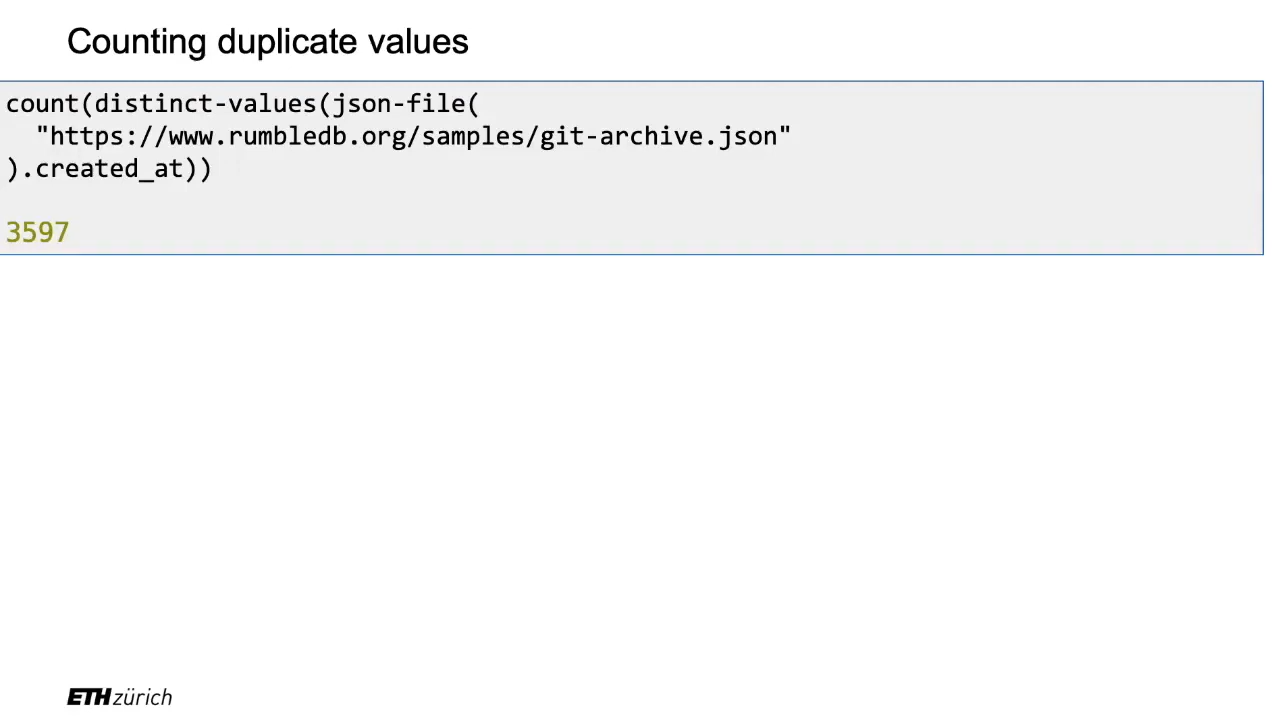 Counting duplicate values
count(distinct-values(json-file(
"https://www.rumbledb.org/samples/git-archive.json"
).created_at))
3597
ETH zürich